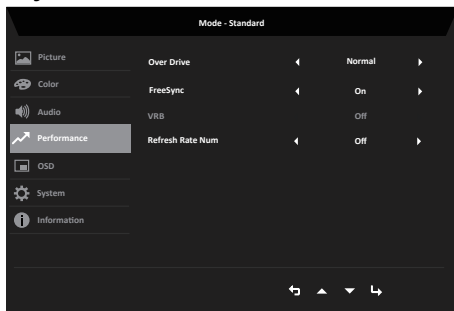 Mode - Standard
Picture
Color
Audio
Performance
OSD
System
Information
Over Drive Normal
FreeSync On
VRB Off
Refresh Rate Num Off